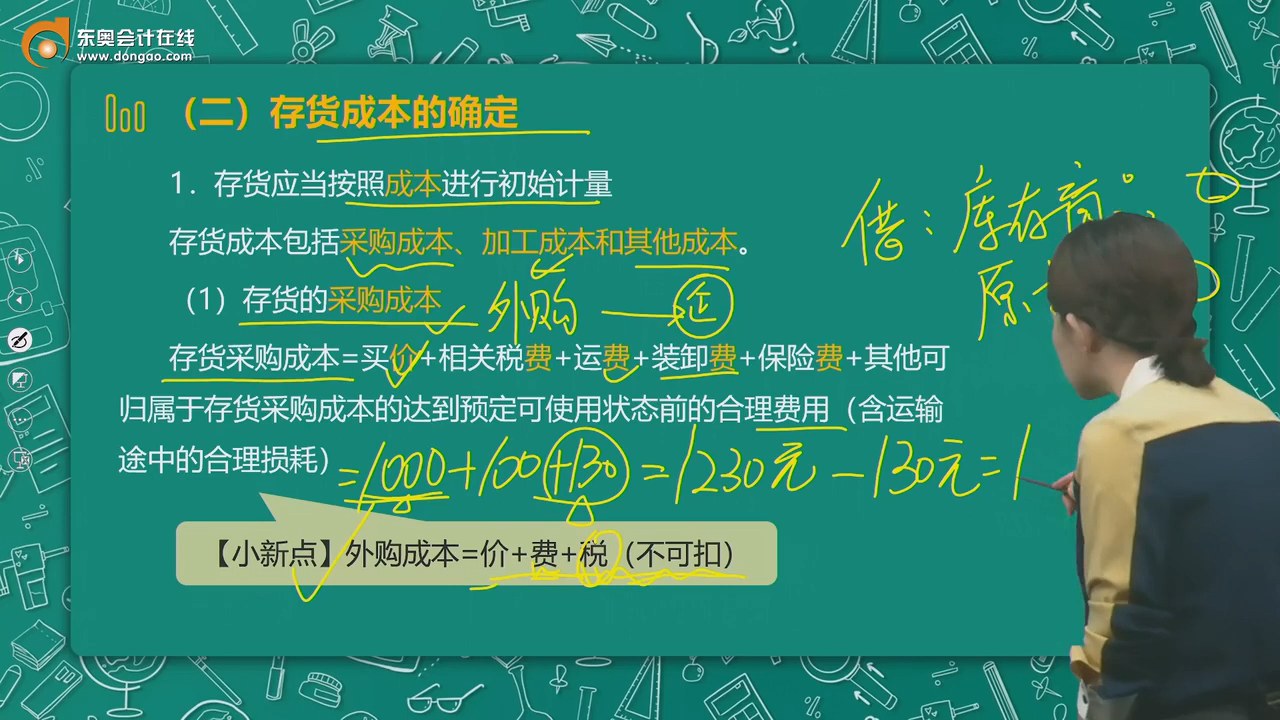 东奥会计在线
www.dongao.com
（二）存货成本的确定
1．存货应当按照成本进行初始计量
存货成本包括采购成本、加工成本和其他成本。
（1）存货的采购成本 外购
存货采购成本=买价+相关税费+运费+装卸费+保险费+其他可
归属于存货采购成本的达到预定可使用状态前的合理费用（含运输
途中的合理损耗）
=1000+100+130=1230元-130元=1
【小新点】外购成本=价+费+税（不可扣）
借：库存商
原